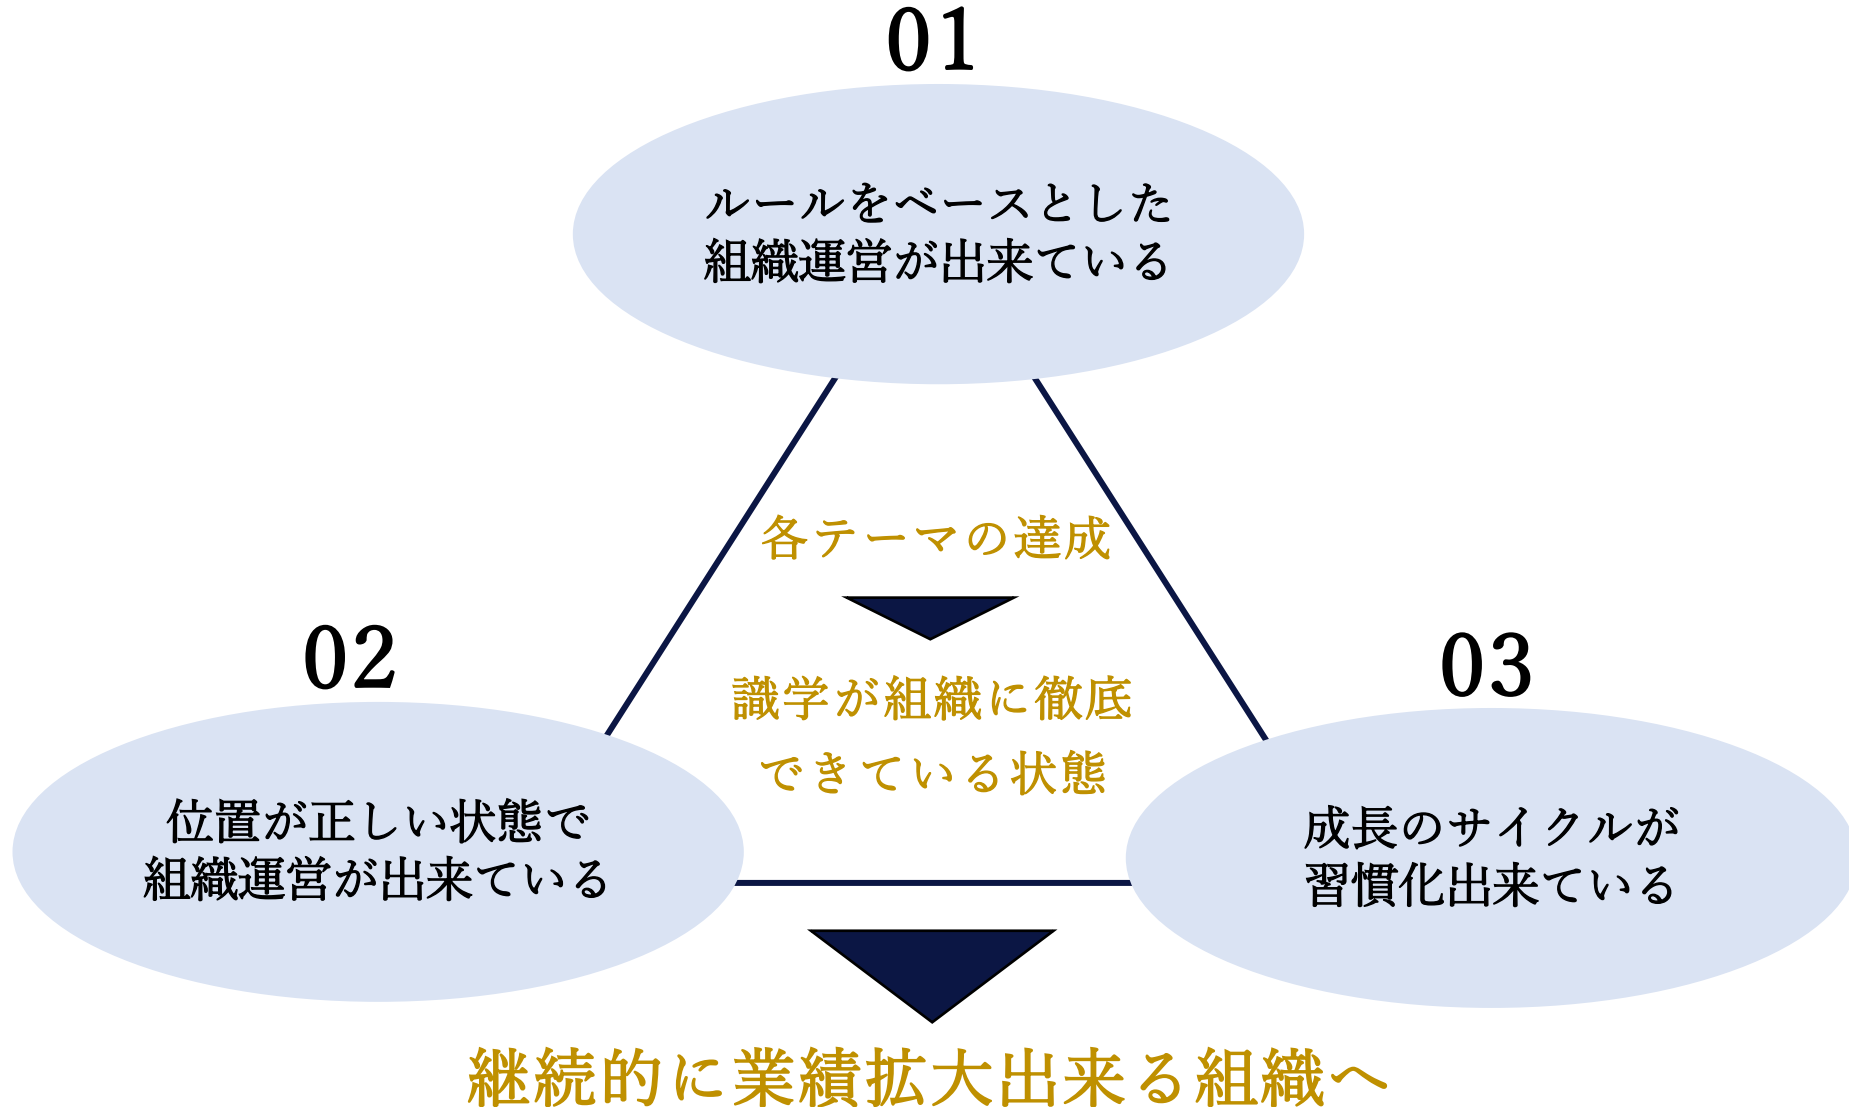 01
ルールをベースとした
組織運営が出来ている
各テーマの達成
識学が組織に徹底
できている状態
02
位置が正しい状態で
組織運営が出来ている
03
成長のサイクルが
習慣化出来ている
継続的に業績拡大出来る組織へ